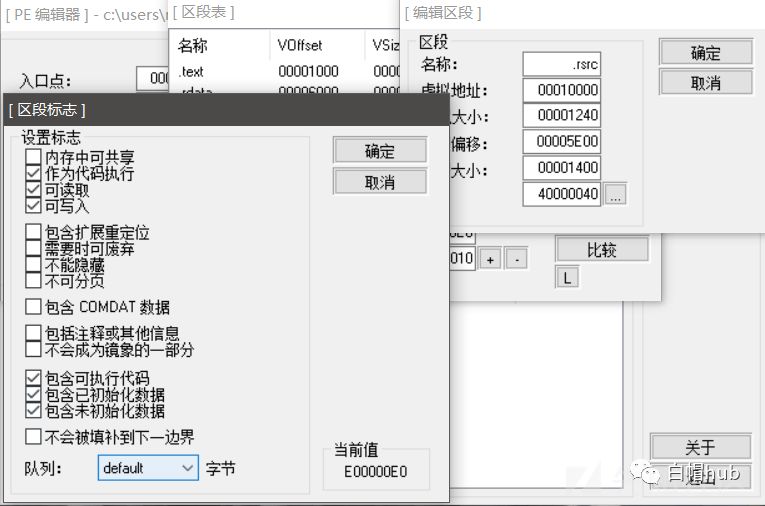 [ PE 编辑器 ] - c:\users\
[ 区段表 ]
[ 编辑区段 ]
名称
VOffset
.text
00001000
入口点：
区段
名称：
.rsrc
虚拟地址：
00010000
大小：
00001240
偏移：
00005E00
大小：
00001400
40000040
...
确定
取消
[ 区段标志 ]
设置标志
内存中可共享
作为代码执行
可读取
可写入
包含扩展重定位
需要时可废弃
不能隐藏
不可分页
包含 COMDAT 数据
包括注释或其他信息
不会成为镜象的一部分
包含可执行代码
包含已初始化数据
包含未初始化数据
不会被填补到下一边界
队列：
default
字节
确定
取消
当前值
E00000E0
010
+
-
比较
L
关于
白帽hub